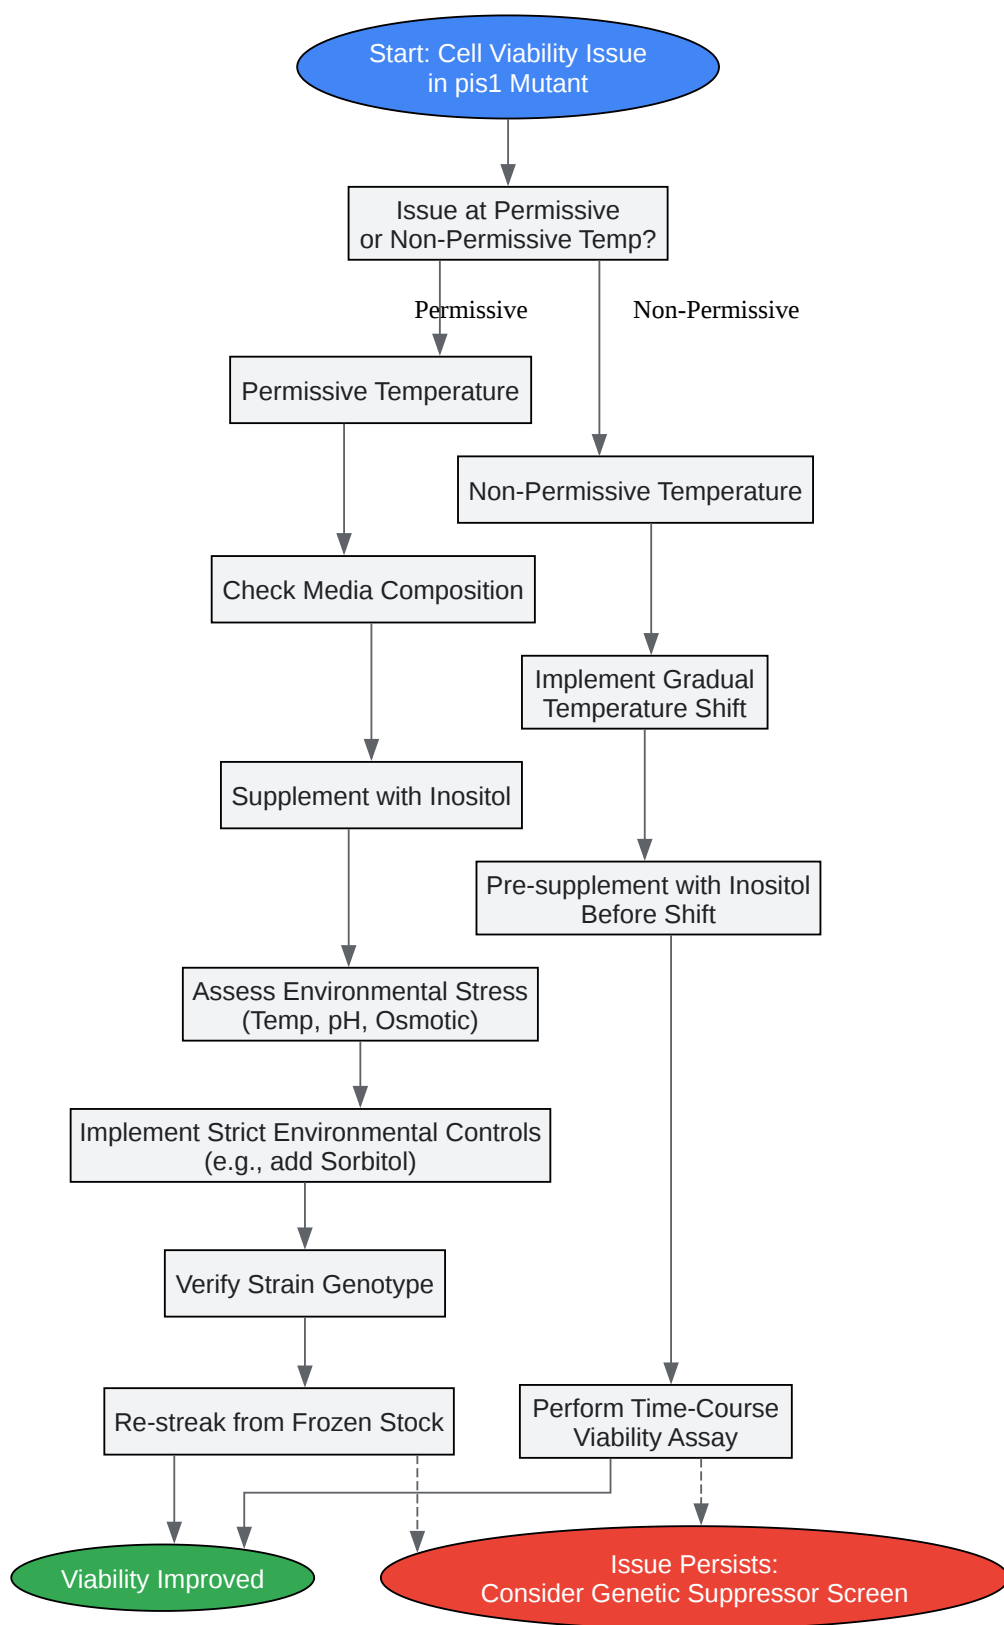 Start: Cell Viability Issue
in pis1 Mutant
Issue at Permissive
or Non-Permissive Temp?
Permissive
Non-Permissive
Permissive Temperature
Non-Permissive Temperature
Check Media Composition
Implement Gradual
Temperature Shift
Supplement with Inositol
Pre-supplement with Inositol
Before Shift
Assess Environmental Stress
(Temp, pH, Osmotic)
Implement Strict Environmental Controls
(e.g., add Sorbitol)
Verify Strain Genotype
Re-streak from Frozen Stock
Perform Time-Course
Viability Assay
Viability Improved
Issue Persists:
Consider Genetic Suppressor Screen